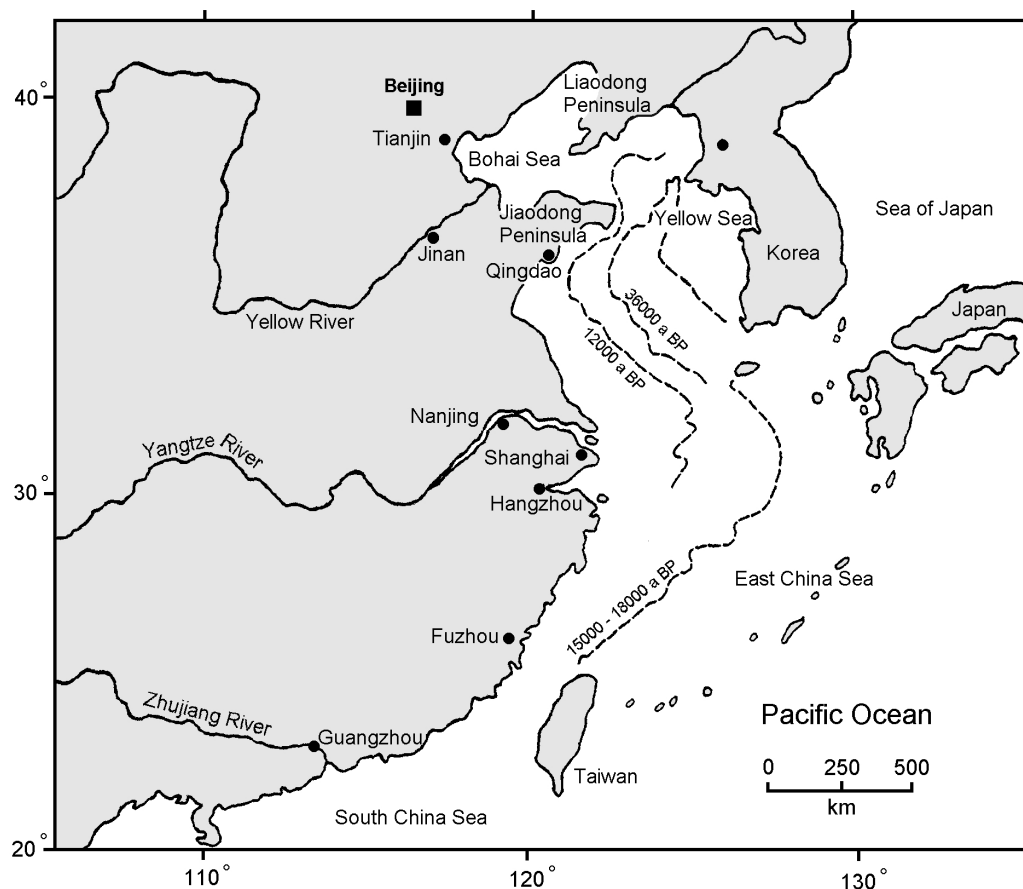 40°
Beijing
Tianjin
Liaodong
Peninsula
Bohai Sea
Jiaodong
Peninsula
Yellow Sea
Sea of Japan
Jinan
Qingdao
Korea
Yellow River
36000 a BP
Japan
12000 a BP
Nanjing
Yangtze River
Shanghai
30°
Hangzhou
East China Sea
15000 - 18000 a BP
Fuzhou
Zhujiang River
Guangzhou
Pacific Ocean
Taiwan
0 250 500
km
South China Sea
20°
110° 120° 130°